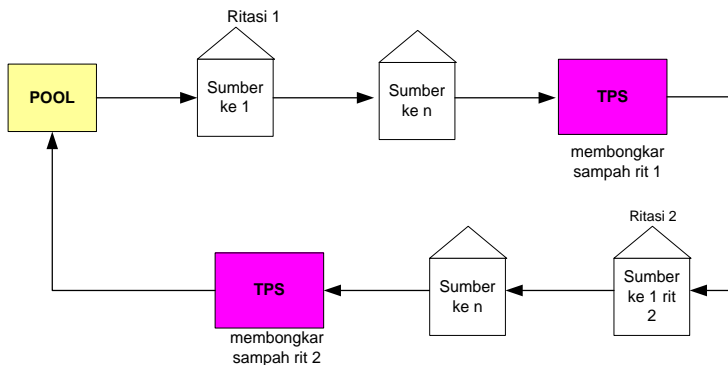 Ritasi 1
POOL
Sumber
ke 1
Sumber
ke n
TPS
membongkar
sampah rit 1
Ritasi 2
TPS
Sumber
ke n
Sumber
ke 1 rit
2
membongkar
sampah rit 2